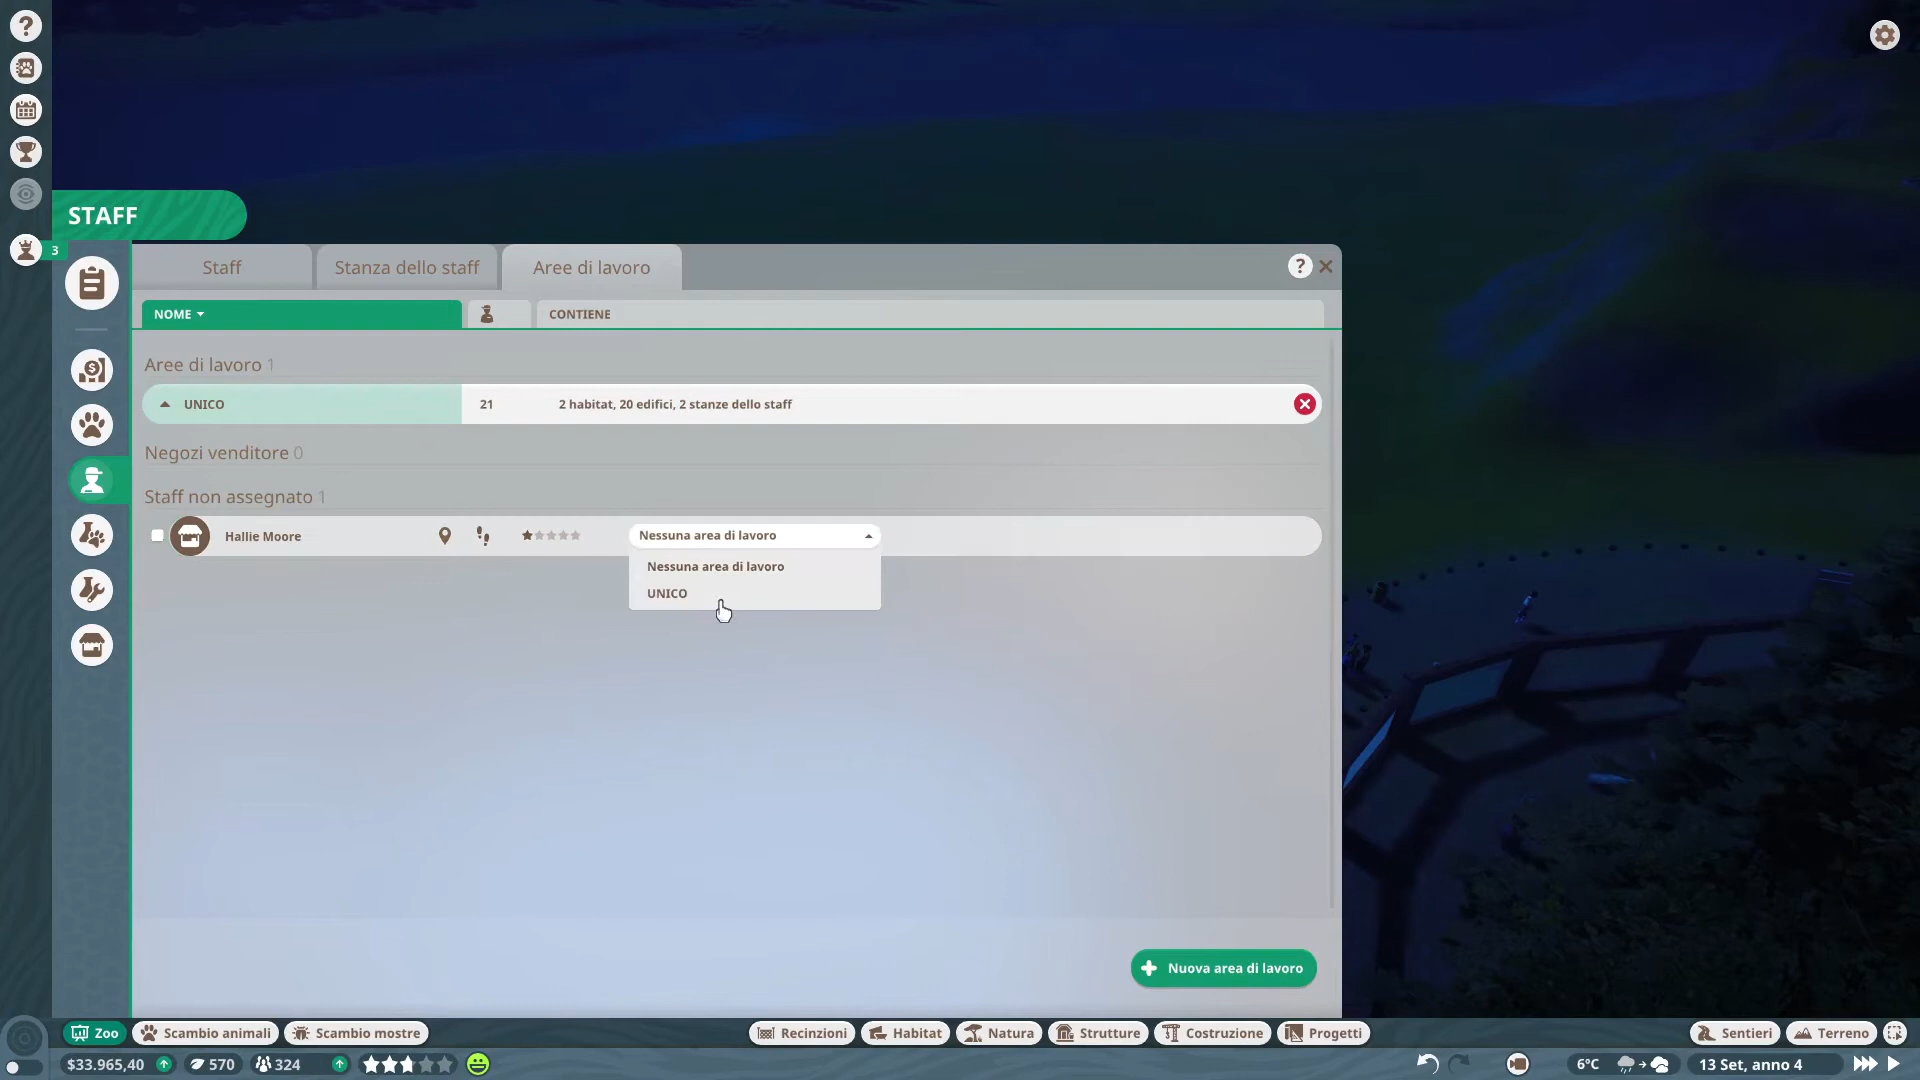 STAFF
3
Staff
Stanza dello staff
Aree di lavoro
?
NOME
CONTIENE
Aree di lavoro 1
UNICO
21
2 habitat, 20 edifici, 2 stanze dello staff
Negozi venditore 0
Staff non assegnato 1
Hallie Moore
Nessuna area di lavoro
Nessuna area di lavoro
UNICO
Nuova area di lavoro
Zoo
Scambio animali
Scambio mostre
Recinzioni
Habitat
Natura
Strutture
Costruzione
Progetti
Sentieri
Terreno
$33.965,40
570
324
6°C
13 Set, anno 4